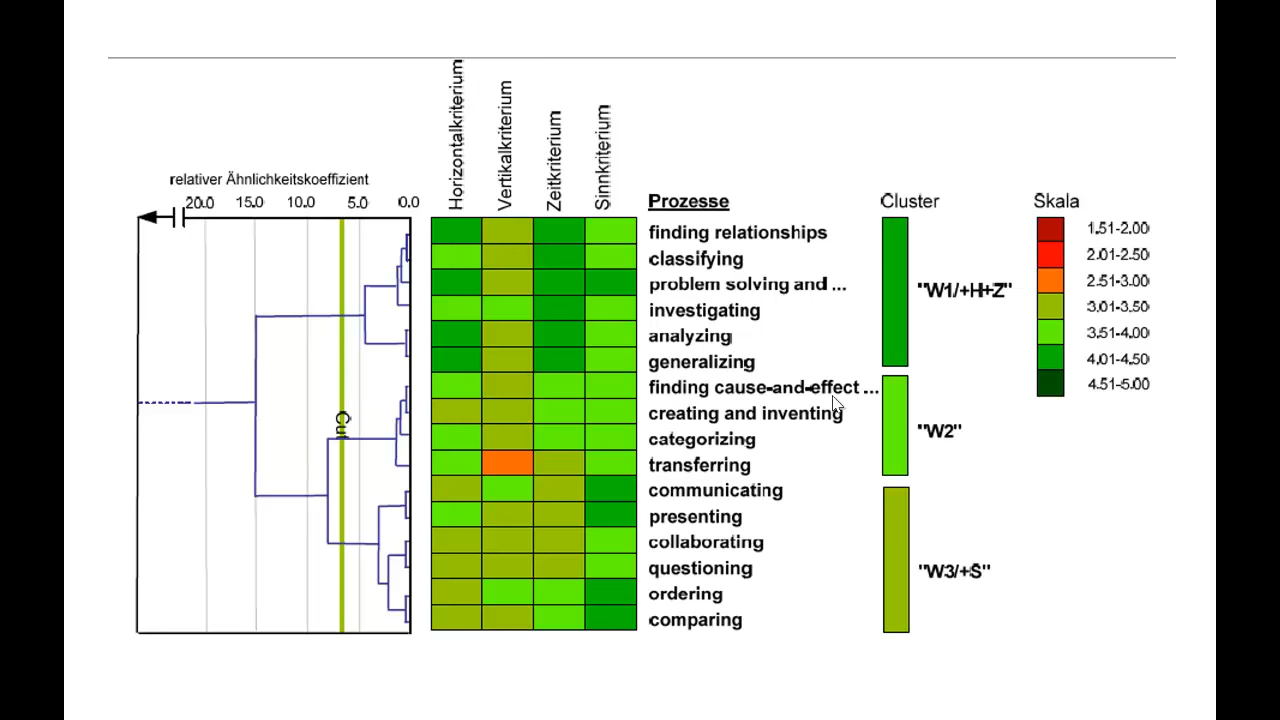 Horizontalkriterium
Vertikalkriterium
Zeitkriterium
Sinnkriterium
relativer Ähnlichkeitskoeffizient
20.0 15.0 10.0 5.0 0.0
Cut
Prozesse
finding relationships
classifying
problem solving and ...
investigating
analyzing
generalizing
finding cause-and-effect ...
creating and inventing
categorizing
transferring
communicating
presenting
collaborating
questioning
ordering
comparing
Cluster
"W1/+H+Z"
"W2"
"W3/+S"
Skala
1.51-2.00
2.01-2.50
2.51-3.00
3.01-3.50
3.51-4.00
4.01-4.50
4.51-5.00